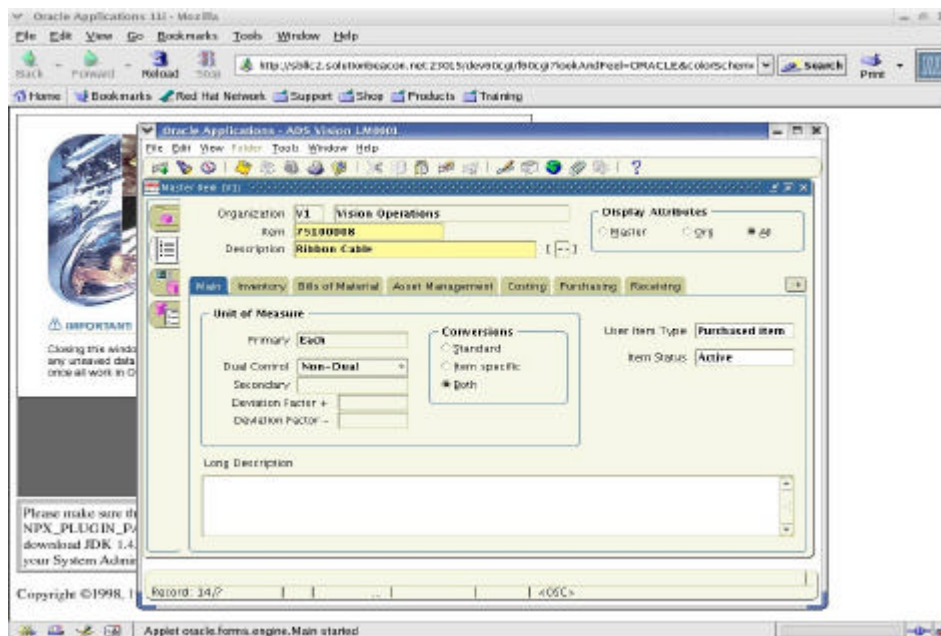 Oracle Applications 11i - Mozilla
File Edit View Go Bookmarks Tools Window Help
Back Forward Reload Stop Search Print
Home Bookmarks Red Hat Network Support Shop Products Training
Oracle Applications - ADS Vision LM0001
File Edit View Folder Tools Window Help
Master Item (V1)
Organization V1 Vision Operations
Display Attributes
Item 75100008
Master Org All
Description Ribbon Cable
Main Inventory Bills of Material Asset Management Costing Purchasing Receiving
Unit of Measure
Conversions
User Item Type Purchased item
Primary Each
Standard
Item Status Active
Dual Control Non-Dual
Item specific
Secondary
Both
Deviation Factor +
Deviation Factor -
Long Description
IMPORTANT
Closing this windo
any unsaved data
once all work in O
Please make sure th
NPX_PLUGIN_PA
download JDK 1.4.
your System Admin
Copyright ©1998, 1
Record: 14/? <OSC>
Applet oracle.forms.engine.Main started